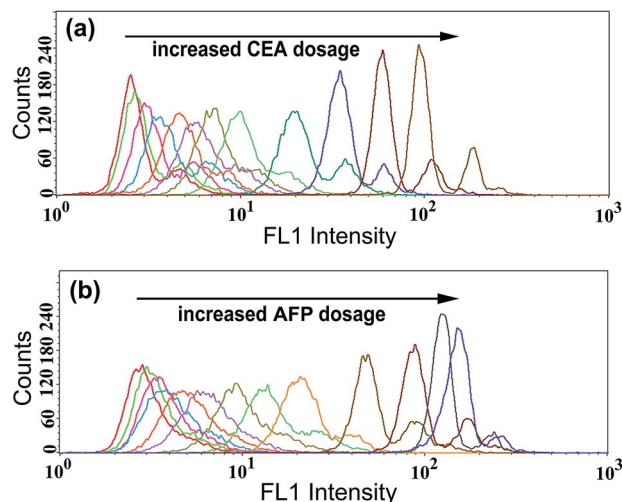 (a)
increased CEA dosage
Counts
0 60 120 180 240
10^0 10^1 10^2 10^3
FL1 Intensity
(b)
increased AFP dosage
Counts
0 60 120 180 240
10^0 10^1 10^2 10^3
FL1 Intensity